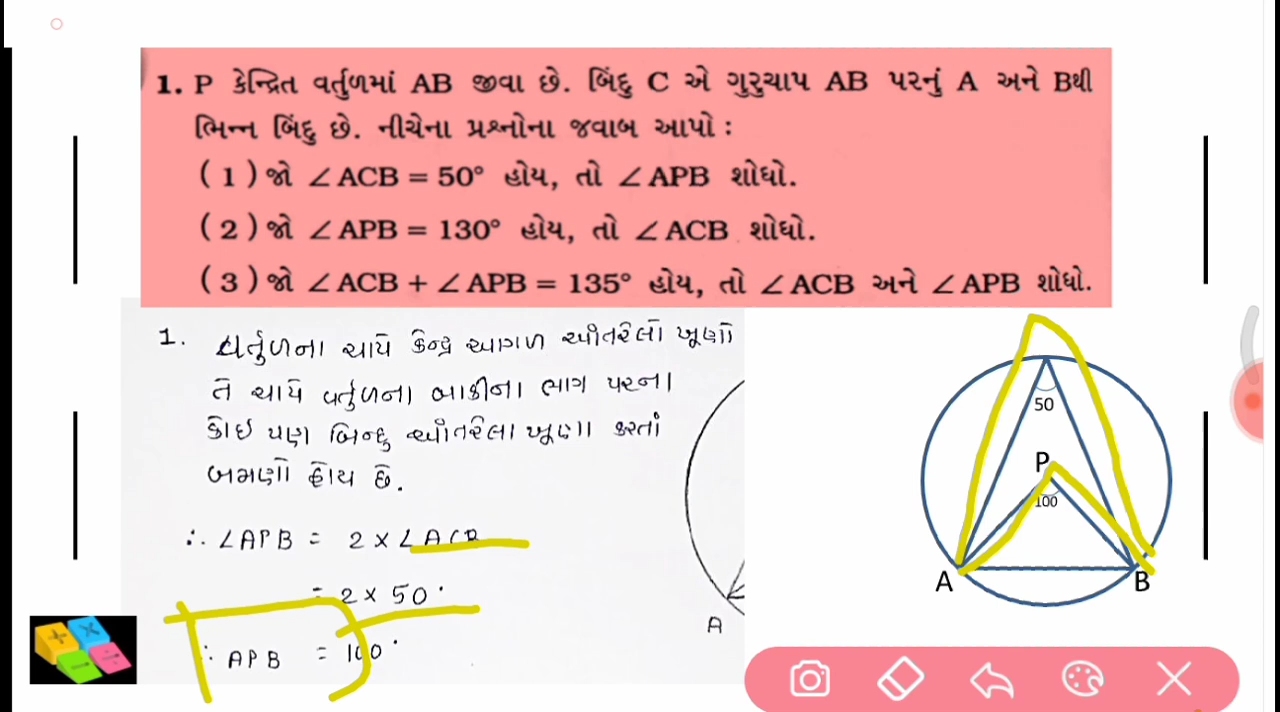 1. P કેન્દ્રિત વર્તુળમાં AB જીવા છે. બિંદુ C એ ગુરુચાપ AB પરનું A અને Bથી
ભિન્ન બિંદુ છે. નીચેના પ્રશ્નોના જવાબ આપો :
(1) જો ∠ACB = 50° હોય, તો ∠APB શોધો.
(2) જો ∠APB = 130° હોય, તો ∠ACB શોધો.
(3) જો ∠ACB + ∠APB = 135° હોય, તો ∠ACB અને ∠APB શોધો.
1. વર્તુળના ચાપે કેન્દ્ર આગળ આંતરેલો ખૂણો
તે ચાપે વર્તુળના બાકીના ભાગ પરના
કોઇ પણ બિન્દુ આંતરેલા ખૂણા કરતાં
બમણો હોય છે.
∴ ∠APB = 2 × ∠ACB
= 2 × 50°
∴ APB = 100°
A
50
P
100
A
B